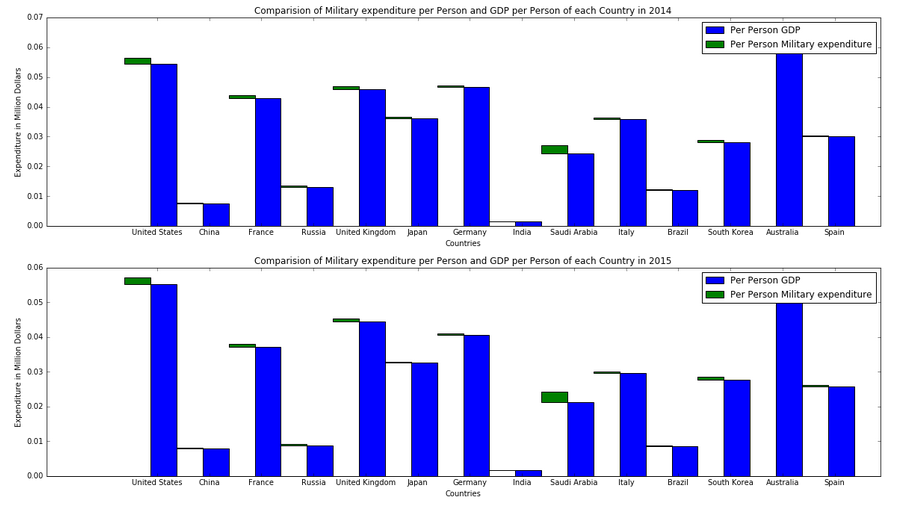 Comparision of Military expenditure per Person and GDP per Person of each Country in 2014
0.07
0.06
0.05
0.04
0.03
0.02
0.01
0.00
Expenditure in Million Dollars
Per Person GDP
Per Person Military expenditure
United States China France Russia United Kingdom Japan Germany India Saudi Arabia Italy Brazil South Korea Australia Spain
Countries
Comparision of Military expenditure per Person and GDP per Person of each Country in 2015
0.06
0.05
0.04
0.03
0.02
0.01
0.00
Expenditure in Million Dollars
Per Person GDP
Per Person Military expenditure
United States China France Russia United Kingdom Japan Germany India Saudi Arabia Italy Brazil South Korea Australia Spain
Countries